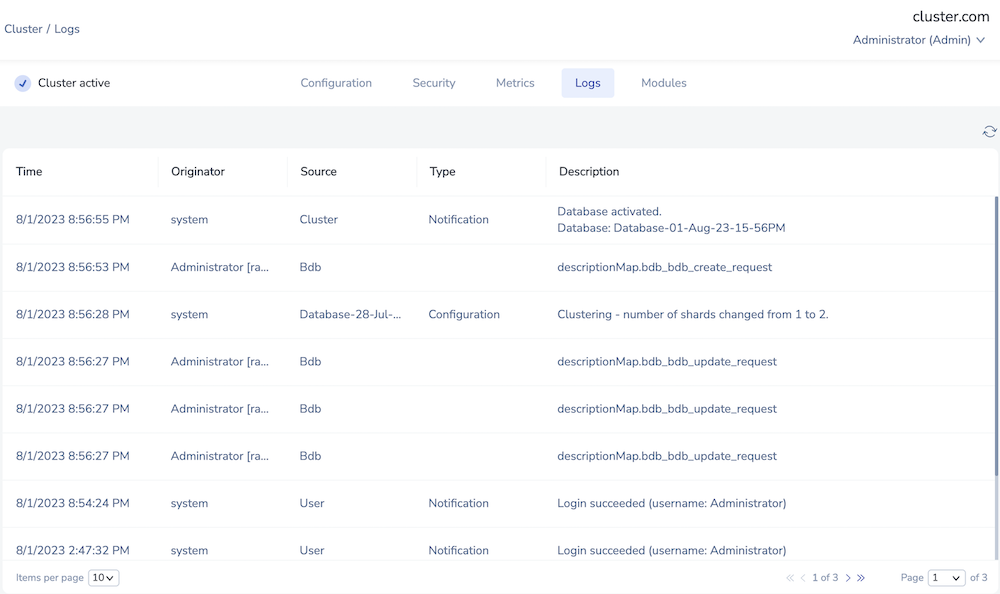 cluster.com
Cluster / Logs
Administrator (Admin)
Cluster active
Configuration
Security
Metrics
Logs
Modules
Time Originator Source Type Description
8/1/2023 8:56:55 PM system Cluster Notification Database activated.
Database: Database-01-Aug-23-15-56PM
8/1/2023 8:56:53 PM Administrator [ra... Bdb descriptionMap.bdb_bdb_create_request
8/1/2023 8:56:28 PM system Database-28-Jul-... Configuration Clustering - number of shards changed from 1 to 2.
8/1/2023 8:56:27 PM Administrator [ra... Bdb descriptionMap.bdb_bdb_update_request
8/1/2023 8:56:27 PM Administrator [ra... Bdb descriptionMap.bdb_bdb_update_request
8/1/2023 8:56:27 PM Administrator [ra... Bdb descriptionMap.bdb_bdb_update_request
8/1/2023 8:54:24 PM system User Notification Login succeeded (username: Administrator)
8/1/2023 2:47:32 PM system User Notification Login succeeded (username: Administrator)
Items per page 10 « ‹ 1 of 3 › » Page 1 of 3